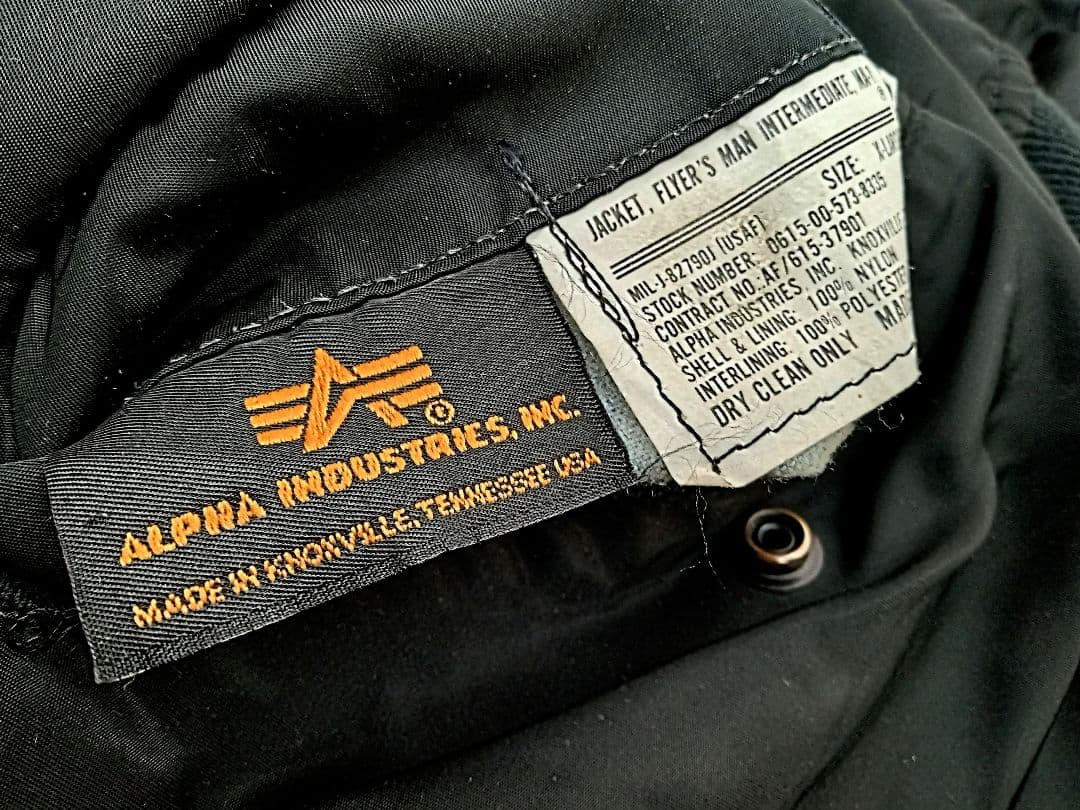 ALPHA INDUSTRIES, INC.
MADE IN KNOXVILLE, TENNESSEE USA
JACKET, FLYER'S MAN INTERMEDIATE,
SIZE:
MIL-J-8279OJ (USAF)
STOCK NUMBER: 0615-00-573-8335
CONTRACT NO.:AF/615-37901
ALPHA INDUSTRIES INC. KNOXVILLE
SHELL & LINING: 100% NYLON
INTERLINING: 100% POLYESTER
DRY CLEAN ONLY